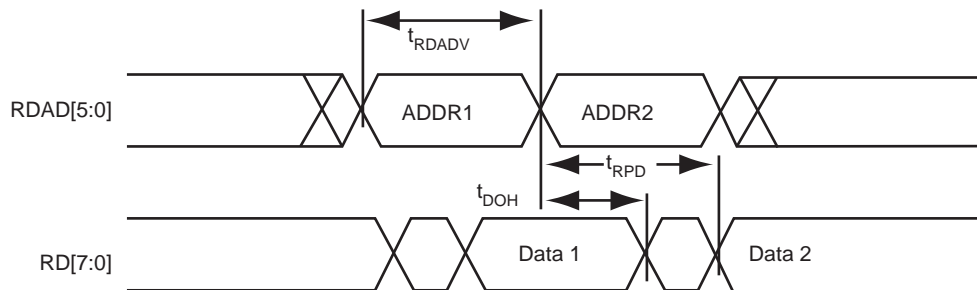 tRDADV
RDAD[5:0]
ADDR1
ADDR2
tRPD
tDOH
RD[7:0]
Data 1
Data 2